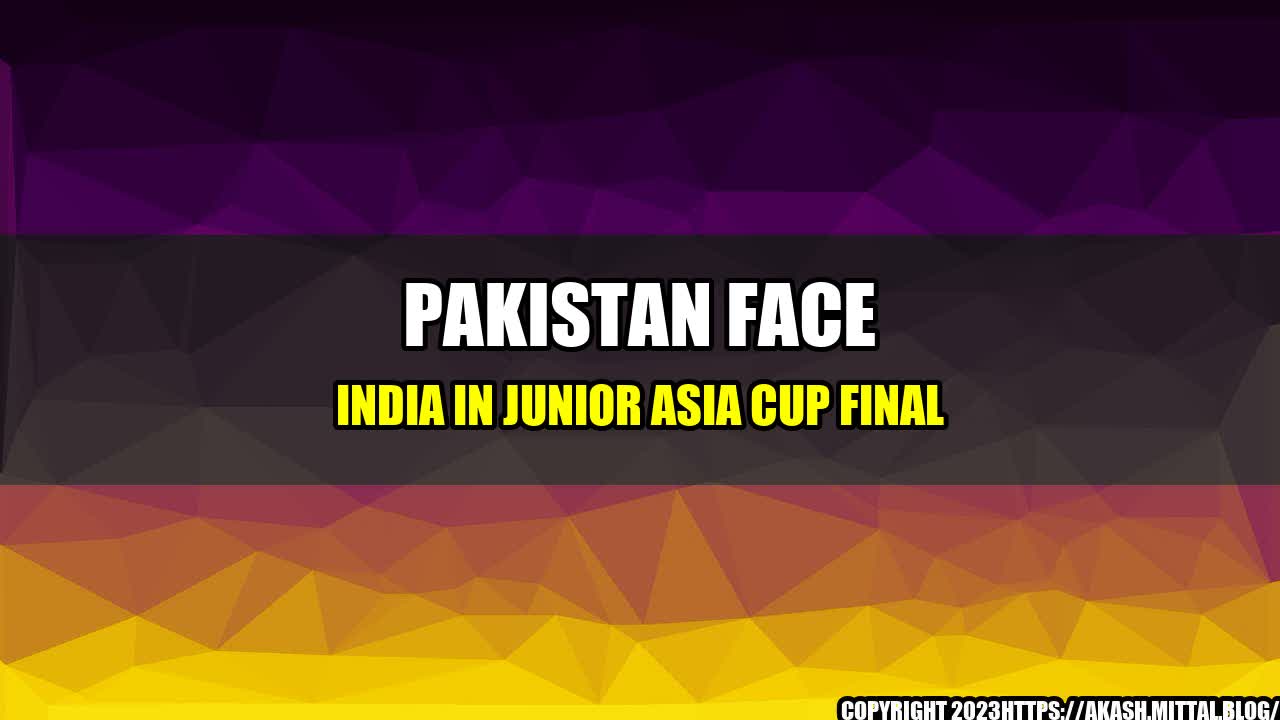 PAKISTAN FACE
INDIA IN JUNIOR ASIA CUP FINAL
COPYRIGHT 2023HTTPS://AKASH.MITTAL.BLOG/